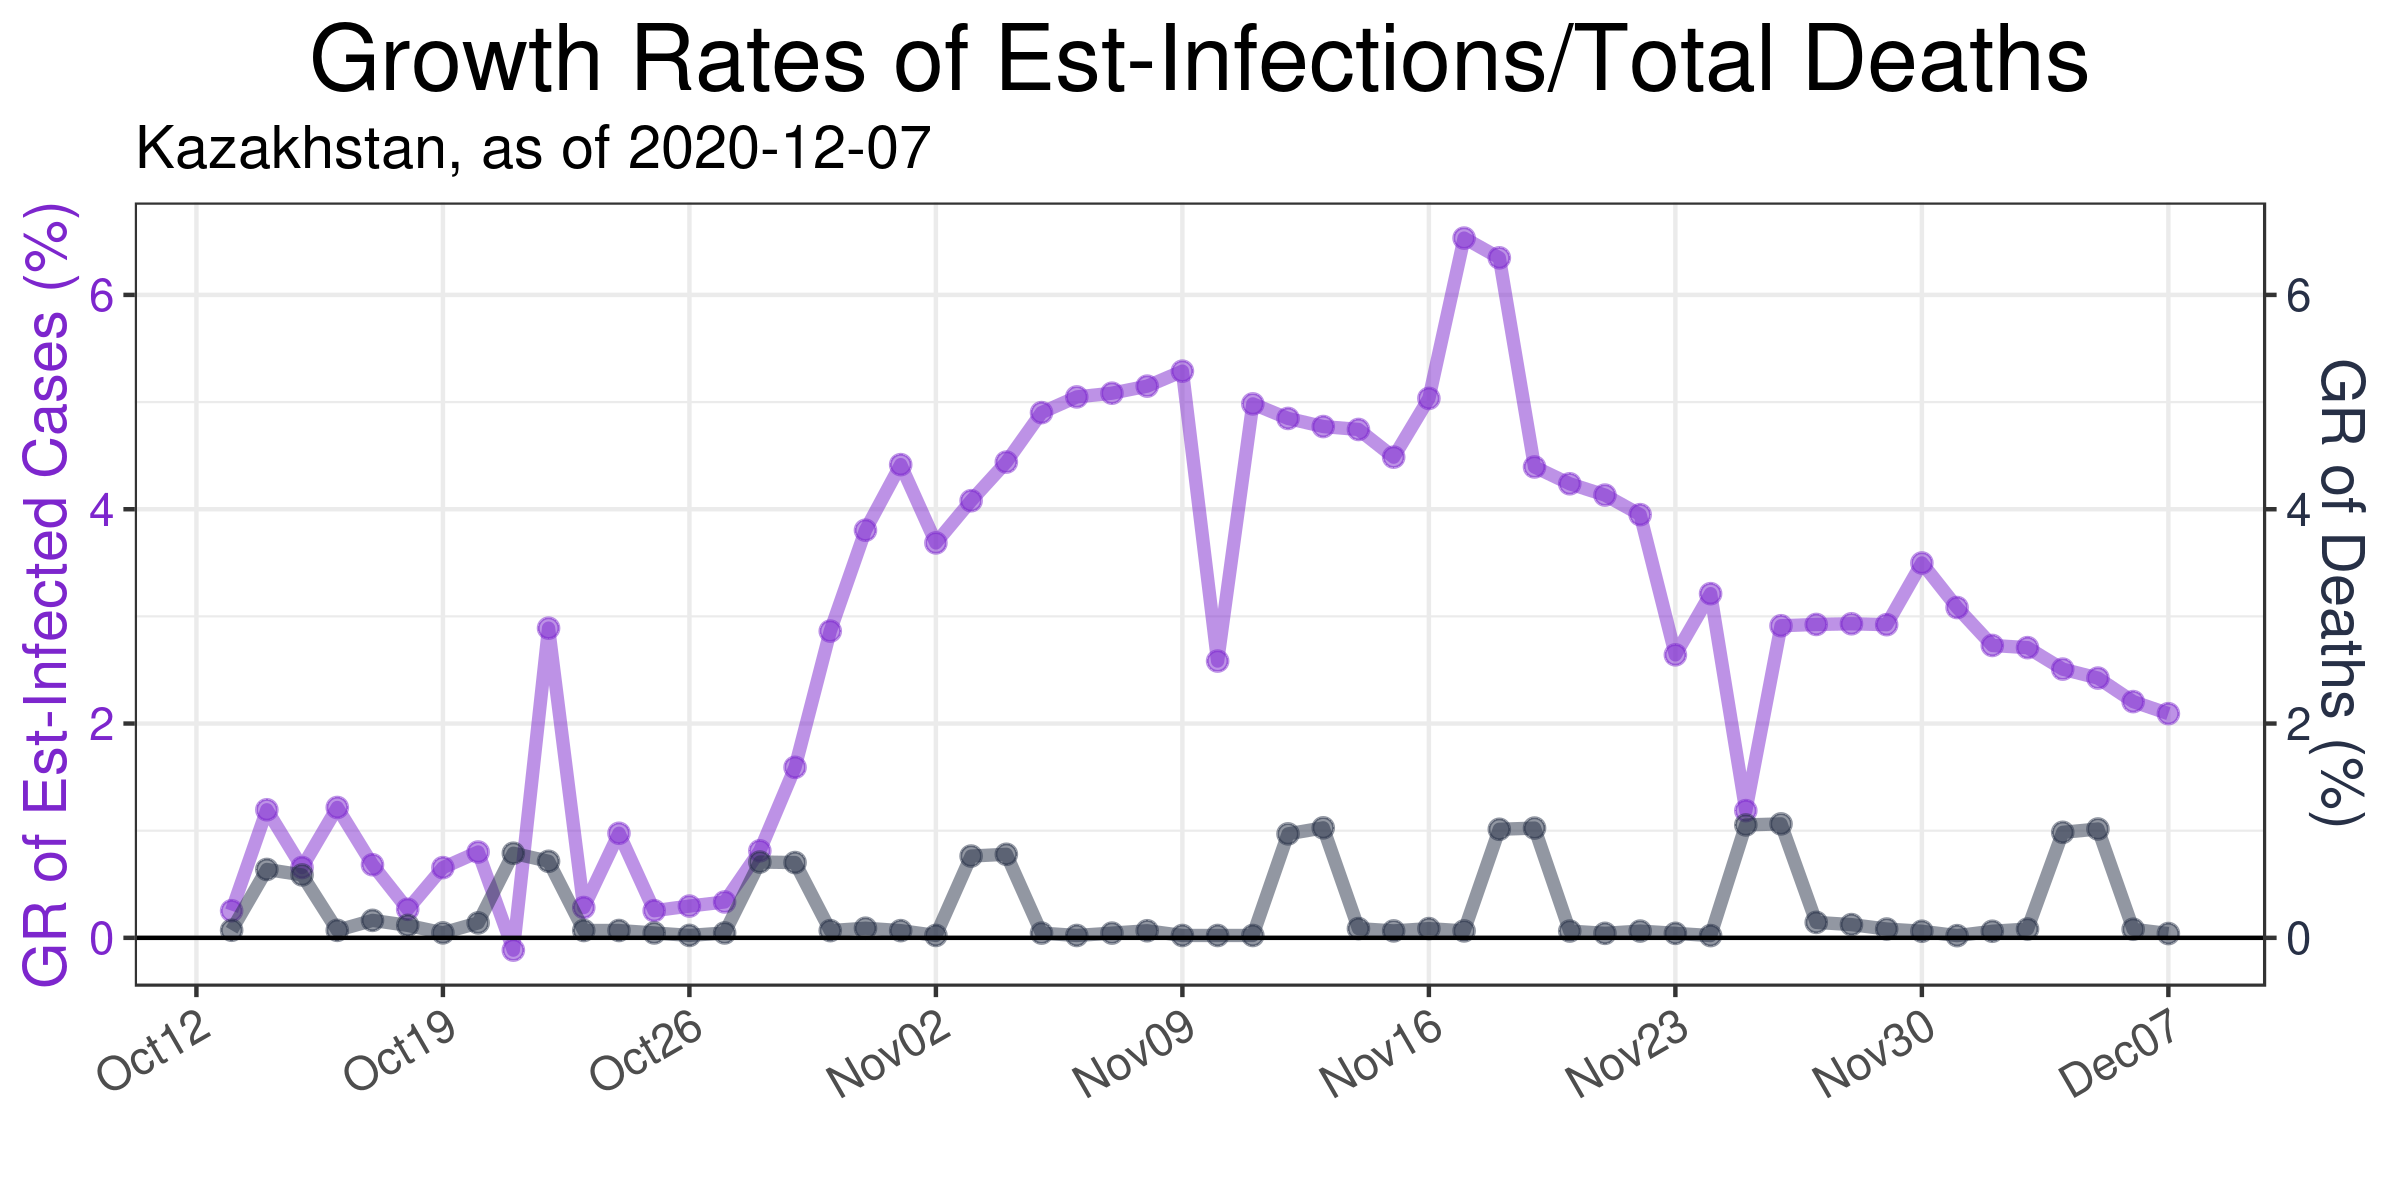 Growth Rates of Est-Infections/Total Deaths
Kazakhstan, as of 2020-12-07
GR of Est-Infected Cases (%)
6
4
2
0
6
4
2
0
GR of Deaths (%)
Oct12
Oct19
Oct26
Nov02
Nov09
Nov16
Nov23
Nov30
Dec07